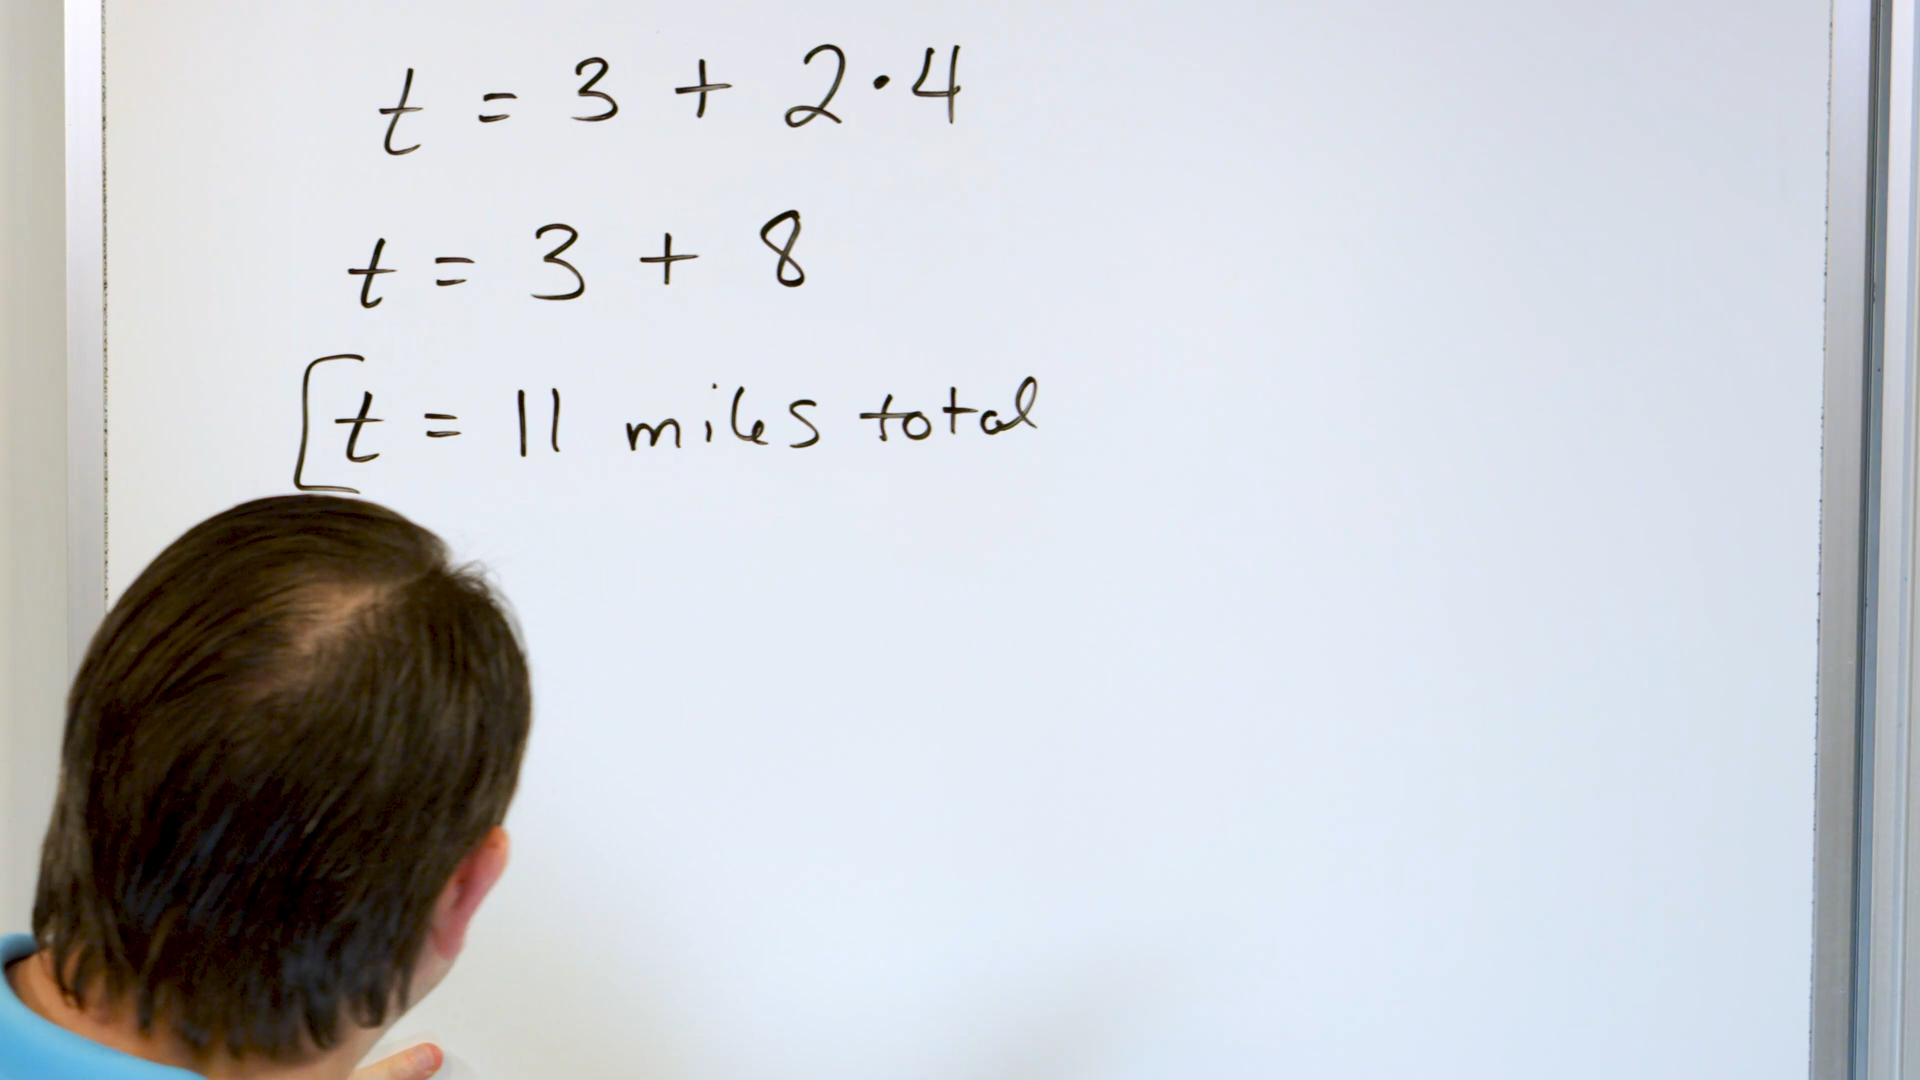 t = 3 + 2 · 4
t = 3 + 8
[t = 11 miles total